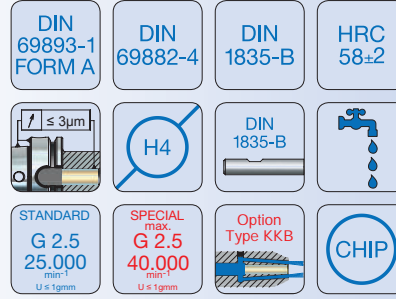 DIN
69893-1
FORM A
DIN
69882-4
DIN
1835-B
HRC
58±2
≤ 3µm
H4
DIN
1835-B
STANDARD
G 2.5
25.000
min⁻¹
U ≤ 1gmm
SPECIAL
max.
G 2.5
40.000
min⁻¹
U ≤ 1gmm
Option
Type KKB
CHIP